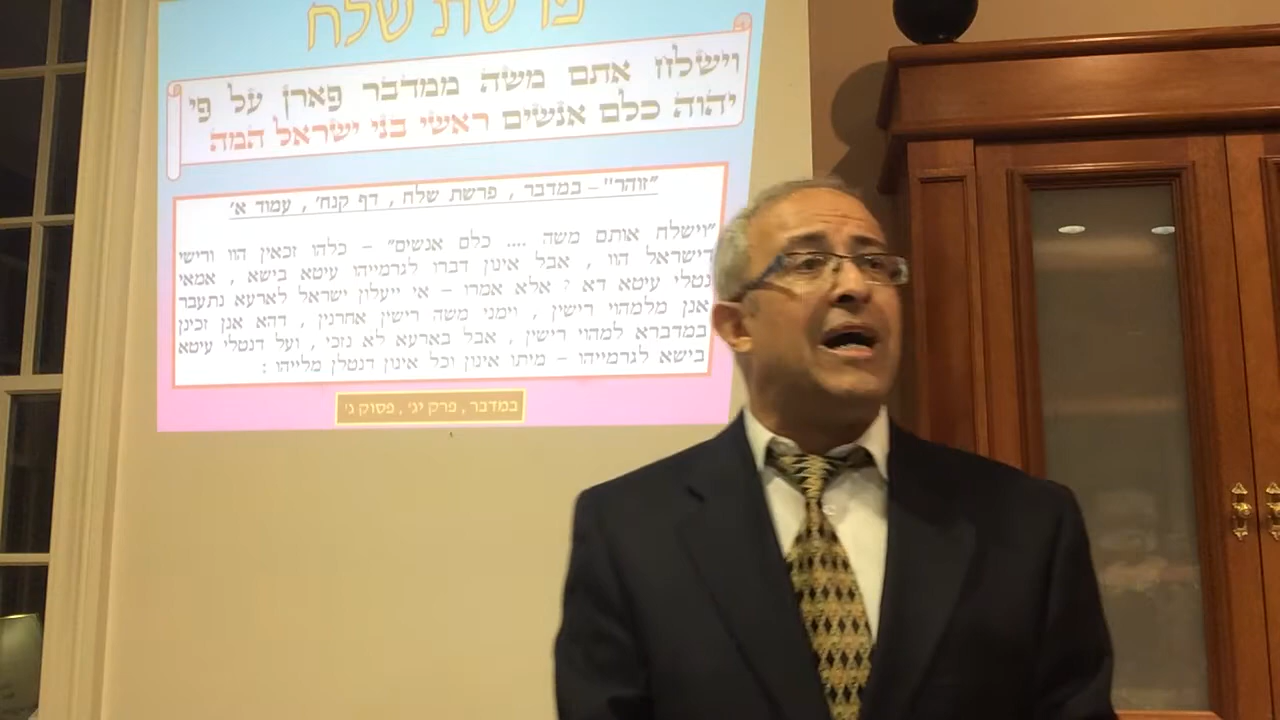 פרשת שלח
וישלח אתם משה ממדבר פארן על פי
יהוה כלם אנשים ראשי בני ישראל המה
"זוהר" – במדבר , פרשת שלח , דף קנח' , עמוד א'
"וישלח אותם משה .... כלם אנשים" – כלהו זכאין הוו ורישי
דישראל הוו , אבל אינון דברו לגרמייהו עיטא בישא , אמאי
נטלי עיטא דא ? אלא אמרו – אי ייעלון ישראל לארעא נתעבר
אנן מלמהוי רישין , וימני משה רישין אחרנין , דהא אנן זכינן
במדברא למהוי רישין , אבל בארעא לא נזכי , ועל דנטלי עיטא
בישא לגרמייהו – מיתו אינון וכל אינון דנטלן מלייהו :
במדבר , פרק יג' , פסוק ג'